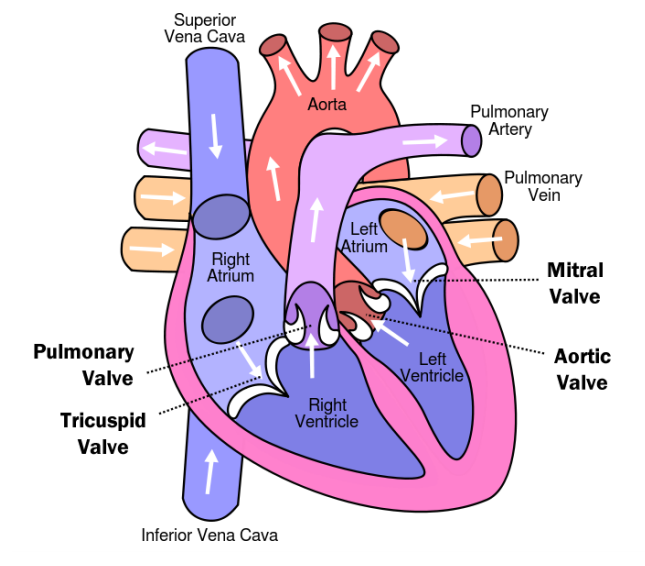 Superior
Vena Cava
Aorta
Pulmonary
Artery
Pulmonary
Vein
Left
Atrium
Right
Atrium
Mitral
Valve
Pulmonary
Valve
Aortic
Valve
Left
Ventricle
Tricuspid
Valve
Right
Ventricle
Inferior Vena Cava